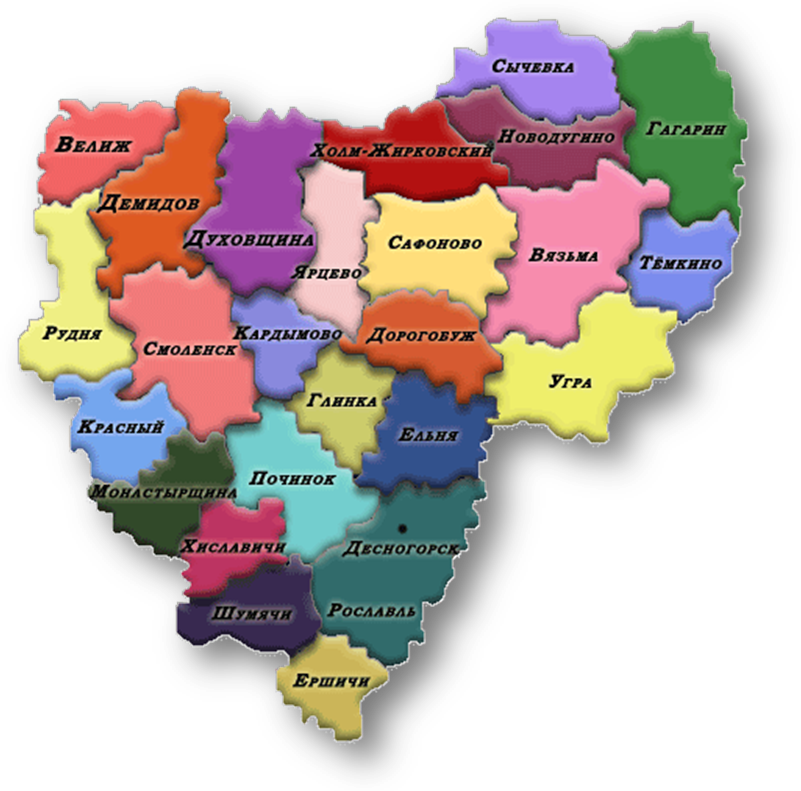 Сычевка
Гагарин
Новодугино
Велиж
Холм-Жирковский
Демидов
Духовщина
Сафоново
Вязьма
Тёмкино
Ярцево
Рудня
Смоленск
Кардымово
Дорогобуж
Угра
Глинка
Красный
Ельня
Починок
Монастырщина
Хиславичи
Десногорск
Шумячи
Рославль
Ершичи